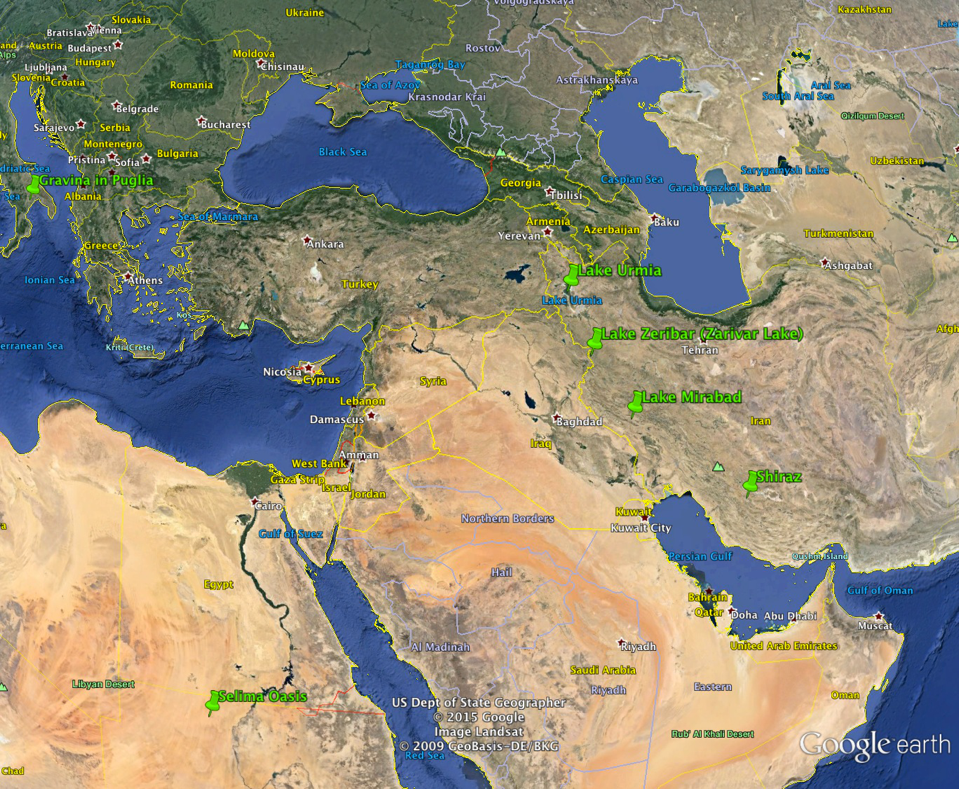 Volgogradskaya
Ukraine
Kazakhstan
Slovakia
Bratislava
Vienna
Austria
Budapest
Rostov
Hungary
Moldova
Chisinau
Ljubljana
Taganrog Bay
Slovenia
Croatia
Romania
Sea of Azov
Astrakhanskaya
Aral Sea
South Aral Sea
Krasnodar Krai
Belgrade
Qizilqum Desert
Sarajevo
Serbia
Bucharest
Montenegro
Black Sea
Pristina
Sofia
Bulgaria
Uzbekistan
Sarygamysh Lake
Gravina in Puglia
Georgia
Caspian Sea
Garabogazköl Basin
Albania
Tbilisi
Sea of Marmara
Armenia
Baku
Yerevan
Azerbaijan
Turkmenistan
Greece
Ankara
Ashgabat
Lake Urmia
Ionian Sea
Athens
Turkey
Lake Urmia
Kos
Lake Zeribar (Zarivar Lake)
Kriti (Crete)
Tehran
Nicosia
Cyprus
Syria
Lake Mirabad
Lebanon
Damascus
Baghdad
Iran
Iraq
Amman
West Bank
Gaza Strip
Israel
Jordan
Shiraz
Cairo
Kuwait
Northern Borders
Kuwait City
Gulf of Suez
Persian Gulf
Qushm Island
Hail
Egypt
Gulf of Oman
Bahrain
Qatar
Doha
Abu Dhabi
Muscat
Al Madinah
Riyadh
United Arab Emirates
Saudi Arabia
Libyan Desert
Riyadh
Eastern
Selima Oasis
Oman
US Dept of State Geographer
© 2015 Google
Image Landsat
© 2009 GeoBasis-DE/BKG
Rub' Al Khali Desert
Google earth
Red Sea
Chad